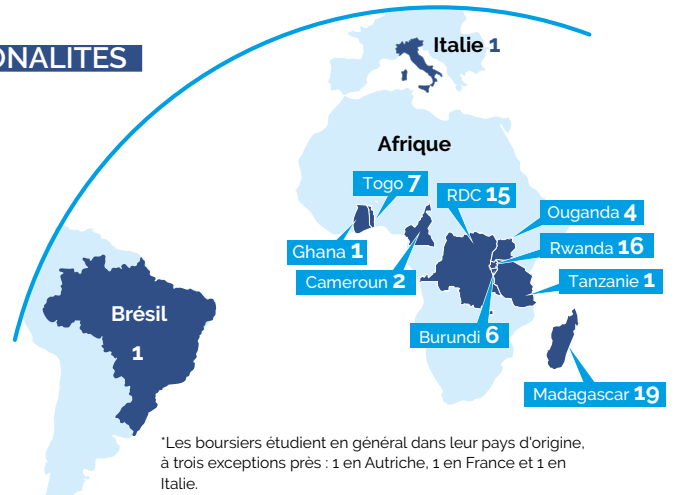 ONALITES
Italie 1
Afrique
Togo 7
RDC 15
Ouganda 4
Ghana 1
Rwanda 16
Cameroun 2
Tanzanie 1
Brésil
1
Burundi 6
Madagascar 19
*Les boursiers étudient en général dans leur pays d'origine,
à trois exceptions près : 1 en Autriche, 1 en France et 1 en
Italie.